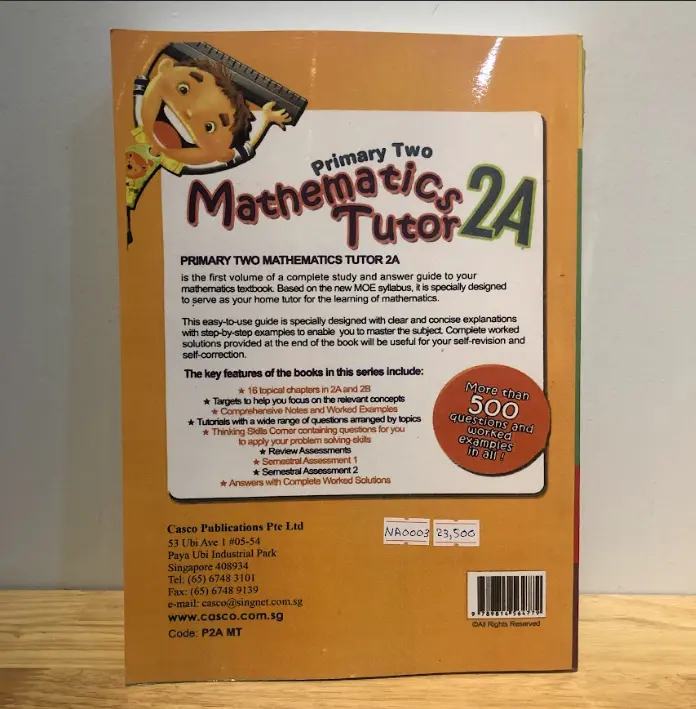 Primary Two
Mathematics
Tutor 2A
PRIMARY TWO MATHEMATICS TUTOR 2A
is the first volume of a complete study and answer guide to your
mathematics textbook. Based on the new MOE syllabus, it is specially designed
to serve as your home tutor for the learning of mathematics.
This easy-to-use guide is specially designed with clear and concise explanations
with step-by-step examples to enable you to master the subject. Complete worked
solutions provided at the end of the book will be useful for your self-revision and
self-correction.
The key features of the books in this series include:
★ 16 topical chapters in 2A and 2B
★ Targets to help you focus on the relevant concepts
★ Comprehensive Notes and Worked Examples
★ Tutorials with a wide range of questions arranged by topics
★ Thinking Skills Corner containing questions for you
to apply your problem solving skills
★ Review Assessments
★ Semestral Assessment 1
★ Semestral Assessment 2
★ Answers with Complete Worked Solutions
More than
500
questions and
worked
examples
in all !
Casco Publications Pte Ltd
53 Ubi Ave 1 #05-54
Paya Ubi Industrial Park
Singapore 408934
Tel: (65) 6748 3101
Fax: (65) 6748 9139
e-mail: casco@singnet.com.sg
www.casco.com.sg
Code: P2A MT
NA0003 23,500
9 789814 564779
©All Rights Reserved